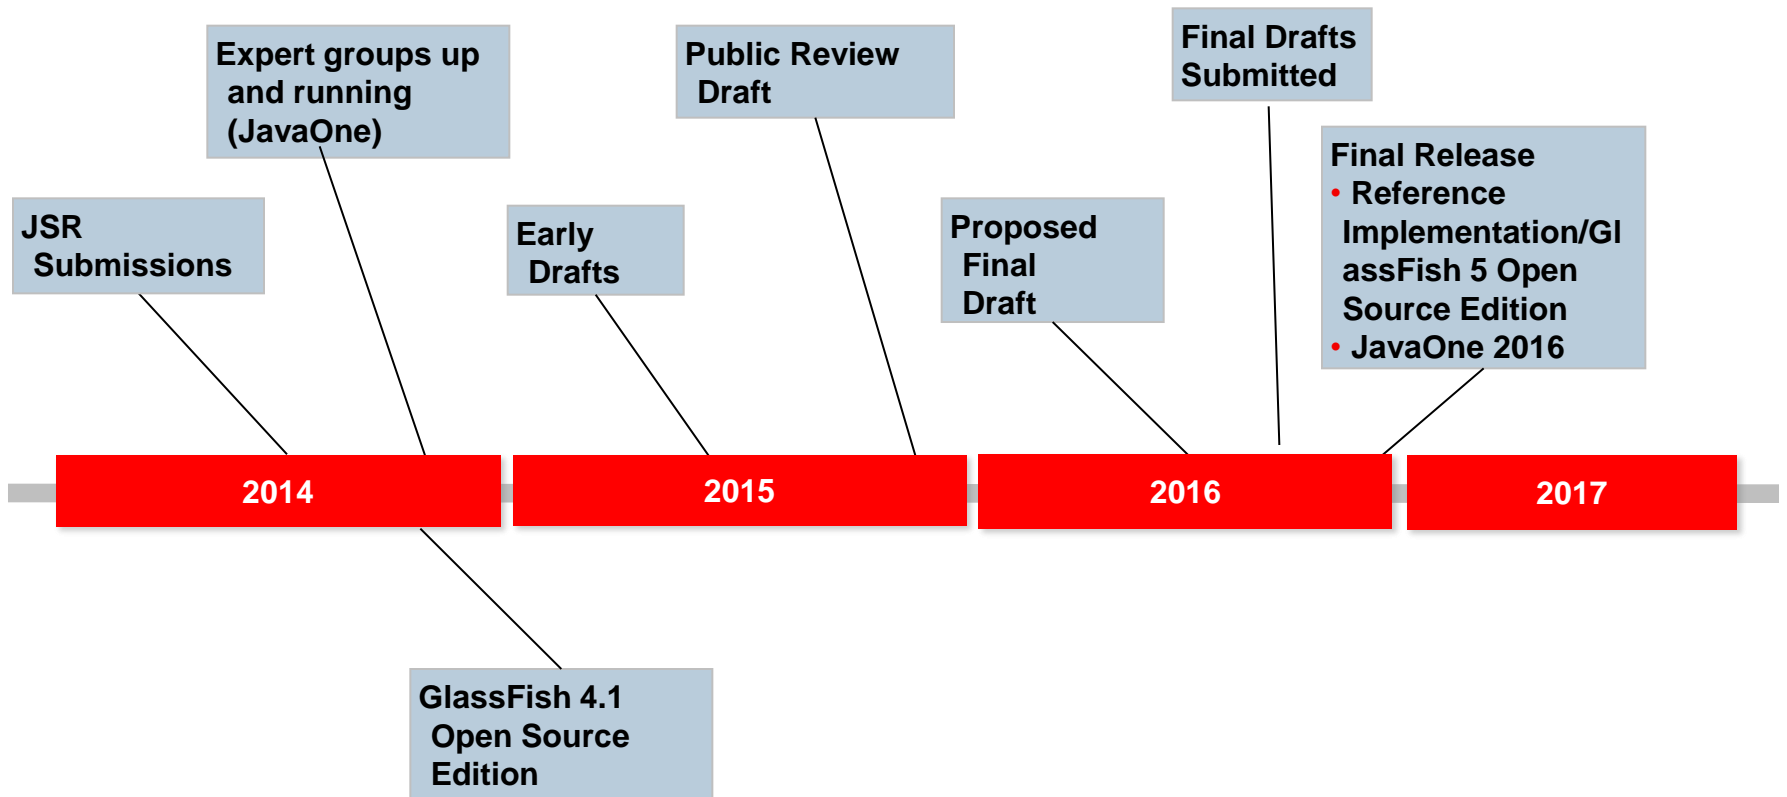 Expert groups up
and running
(JavaOne)
Public Review
Draft
Final Drafts
Submitted
JSR
Submissions
Early
Drafts
Proposed
Final
Draft
Final Release
• Reference
Implementation/Gl
assFish 5 Open
Source Edition
• JavaOne 2016
2014
2015
2016
2017
GlassFish 4.1
Open Source
Edition